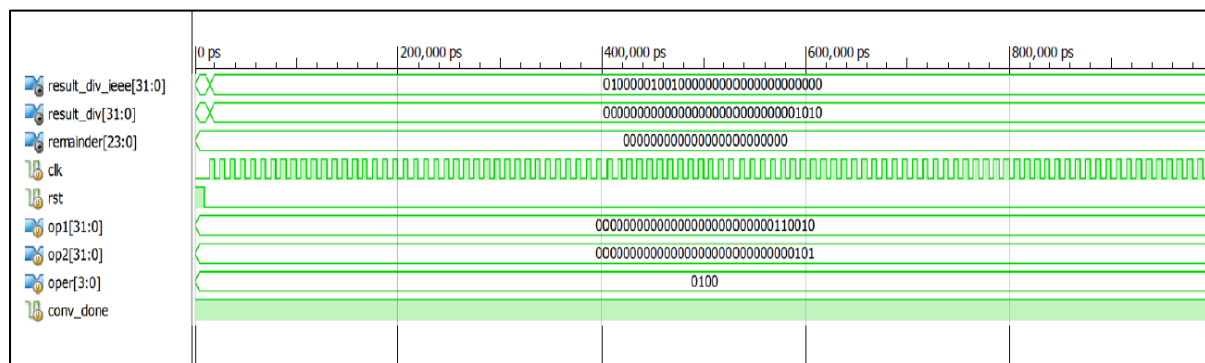 0 ps 200,000 ps 400,000 ps 600,000 ps 800,000 ps
result_div_ieee[31:0] 01000001001000000000000000000000
result_div[31:0] 00000000000000000000000000001010
remainder[23:0] 000000000000000000000000
clk
rst
op1[31:0] 00000000000000000000000000110010
op2[31:0] 00000000000000000000000000000101
oper[3:0] 0100
conv_done